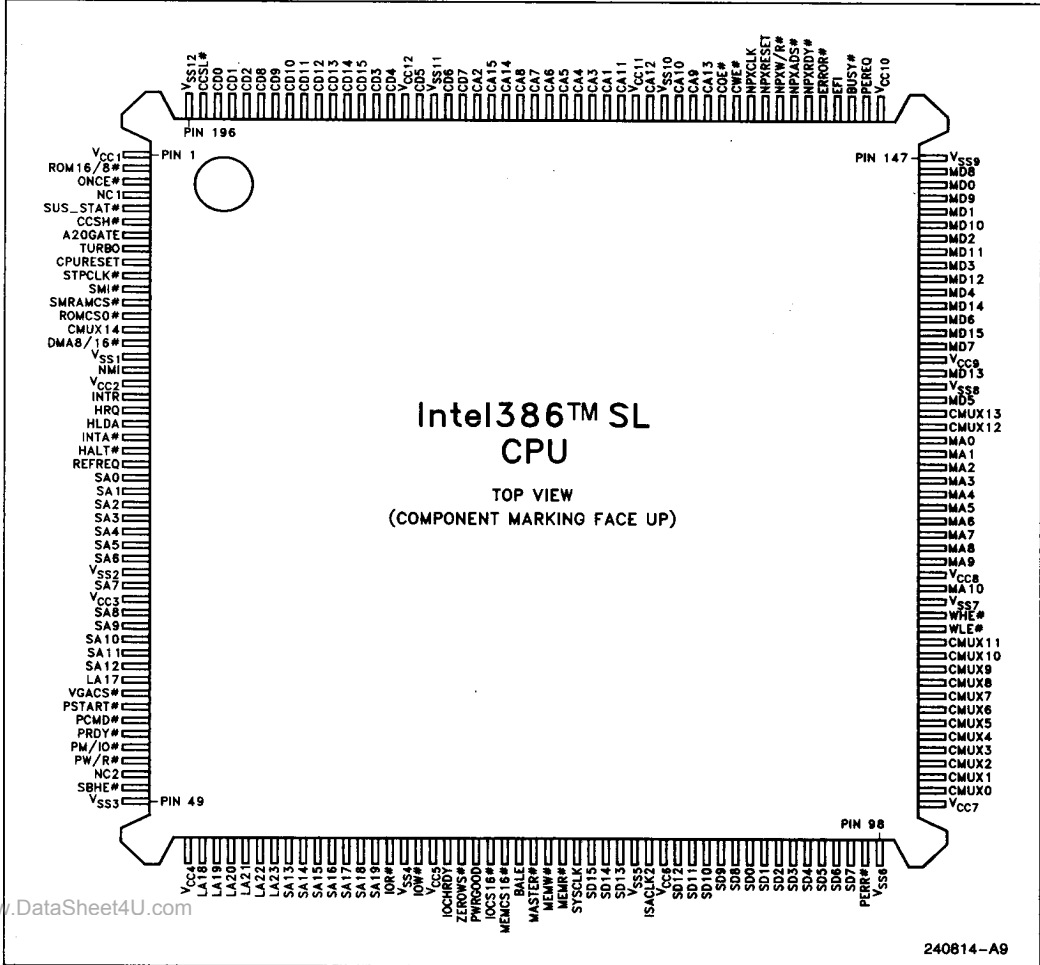 VSS12
CCSL#
CD0
CD1
CD2
CD8
CD9
CD10
CD11
CD12
CD13
CD14
CD15
CD3
CD4
VCC12
CD5
VSS11
CD6
CD7
CA2
CA15
CA14
CA8
CA7
CA6
CA5
CA4
CA3
CA1
CA11
VCC11
CA12
VSS10
CA10
CA9
CA13
COE#
CWE#
NPXCLK
NPXRESET
NPXW/R#
NPXADS#
NPXRDY#
ERROR#
EFI
BUSY#
PEREQ
VCC10
PIN 196
PIN 1
PIN 147
VCC1
ROM16/8#
ONCE#
NC1
SUS_STAT#
CCSH#
A20GATE
TURBO
CPURESET
STPCLK#
SMI#
SMRAMCS#
ROMCS0#
CMUX14
DMA8/16#
VSS1
NMI
VCC2
INTR
HRQ
HLDA
INTA#
HALT#
REFREQ
SA0
SA1
SA2
SA3
SA4
SA5
SA6
VSS2
SA7
VCC3
SA8
SA9
SA10
SA11
SA12
LA17
VGACS#
PSTART#
PCMD#
PRDY#
PM/IO#
PW/R#
NC2
SBHE#
VSS3
Intel386™ SL
CPU
TOP VIEW
(COMPONENT MARKING FACE UP)
VSS9
MD8
MD0
MD9
MD1
MD10
MD2
MD11
MD3
MD12
MD4
MD14
MD6
MD15
MD7
VCC9
MD13
VSS8
MD5
CMUX13
CMUX12
MA0
MA1
MA2
MA3
MA4
MA5
MA6
MA7
MA8
MA9
VCC8
MA10
VSS7
WHE#
WLE#
CMUX11
CMUX10
CMUX9
CMUX8
CMUX7
CMUX6
CMUX5
CMUX4
CMUX3
CMUX2
CMUX1
CMUX0
VCC7
PIN 49
PIN 98
VCC4
LA18
LA19
LA20
LA21
LA22
LA23
SA13
SA14
SA15
SA16
SA17
SA18
SA19
IOR#
VSS4
IOW#
VCC5
IOCHRDY
ZEROWS#
PWRGOOD
IOCS16#
MEMCS16#
BALE
MASTER#
MEMW#
MEMR#
SYSCLK
SD15
SD14
SD13
VSS5
ISACLK2
VCC6
SD12
SD11
SD10
SD9
SD8
SD0
SD1
SD2
SD3
SD4
SD5
SD6
SD7
PERR#
VSS6
w.DataSheet4U.com
240814-A9